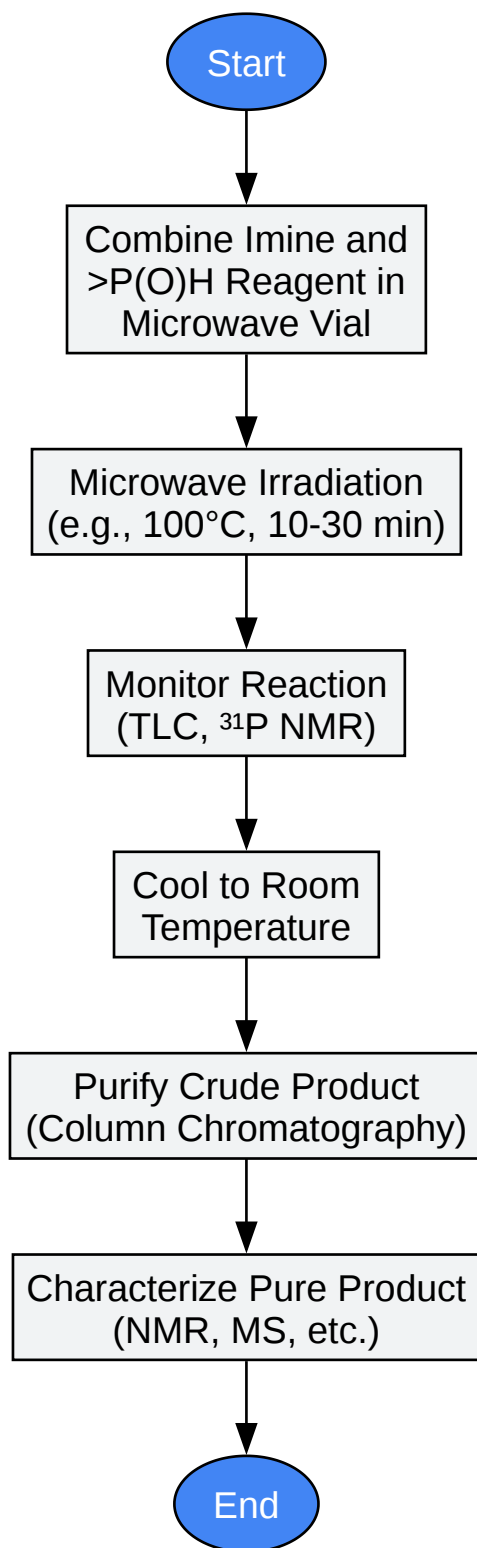 Start
Combine Imine and
>P(O)H Reagent in
Microwave Vial
Microwave Irradiation
(e.g., 100°C, 10-30 min)
Monitor Reaction
(TLC, ³¹P NMR)
Cool to Room
Temperature
Purify Crude Product
(Column Chromatography)
Characterize Pure Product
(NMR, MS, etc.)
End